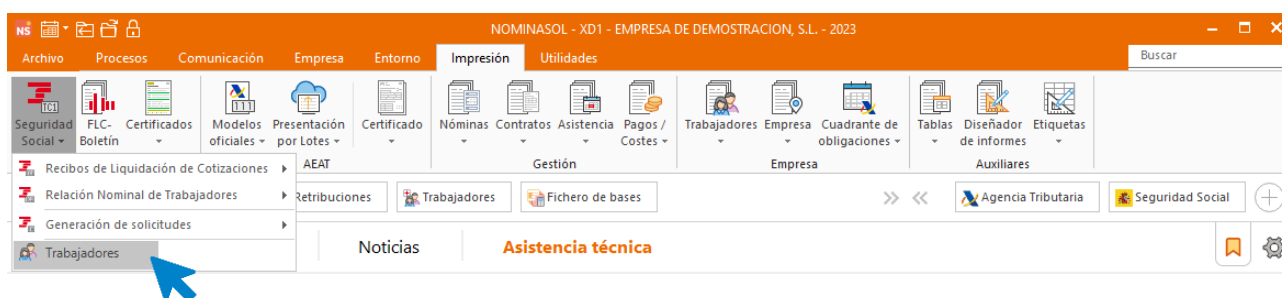 NS
NOMINASOL - XD1 - EMPRESA DE DEMOSTRACION, S.L. - 2023
Archivo Procesos Comunicación Empresa Entorno Impresión Utilidades Buscar
TC1
Seguridad Social FLC- Boletín Certificados Modelos oficiales Presentación por Lotes Certificado Nóminas Contratos Asistencia Pagos / Costes Trabajadores Empresa Cuadrante de obligaciones Tablas Diseñador de informes Etiquetas
AEAT Gestión Empresa Auxiliares
Recibos de Liquidación de Cotizaciones
Relación Nominal de Trabajadores
Generación de solicitudes
Trabajadores
Retribuciones Trabajadores Fichero de bases Agencia Tributaria Seguridad Social
Noticias Asistencia técnica